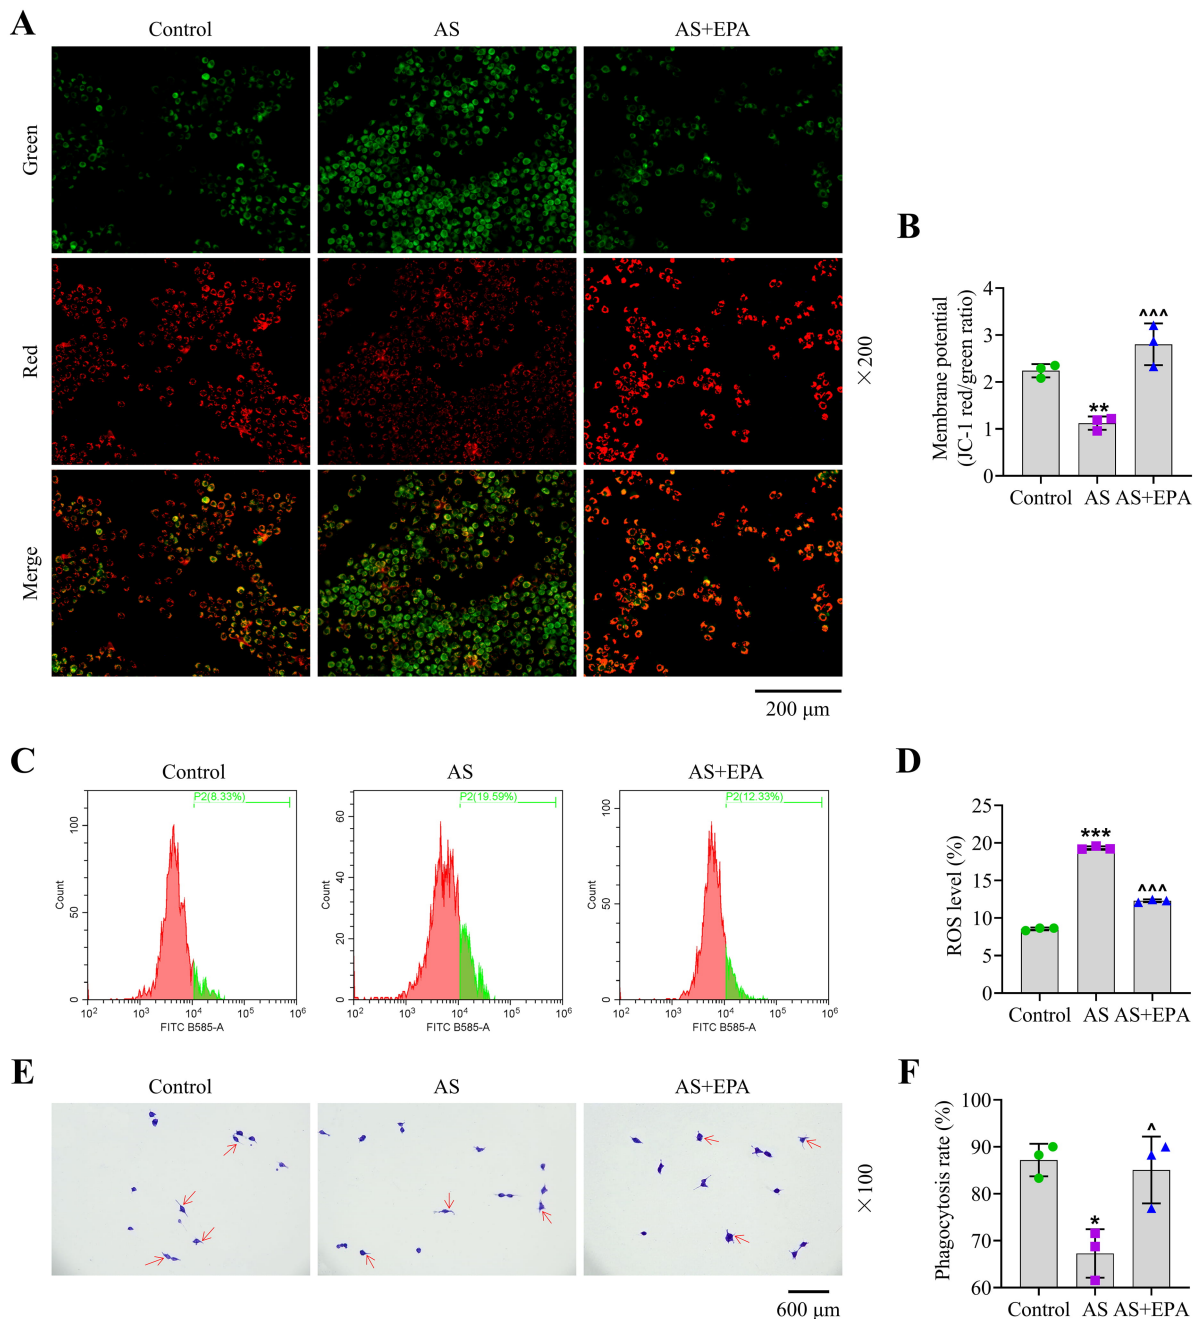 A
Control
AS
AS+EPA
Green
Red
Merge
×200
200 μm
B
Membrane potential
(JC-1 red/green ratio)
4
3
2
1
0
**
^^^
Control
AS
AS+EPA
C
Control
AS
AS+EPA
P2(8.33%)
Count
100
50
0
10²
10³
10⁴
10⁵
10⁶
FITC B585-A
P2(19.59%)
Count
60
40
20
0
10²
10³
10⁴
10⁵
10⁶
FITC B585-A
P2(12.33%)
Count
100
50
0
10²
10³
10⁴
10⁵
10⁶
FITC B585-A
D
ROS level (%)
25
20
15
10
5
0
***
^^^
Control
AS
AS+EPA
E
Control
AS
AS+EPA
×100
600 μm
F
Phagocytosis rate (%)
100
90
80
70
60
*
^
Control
AS
AS+EPA